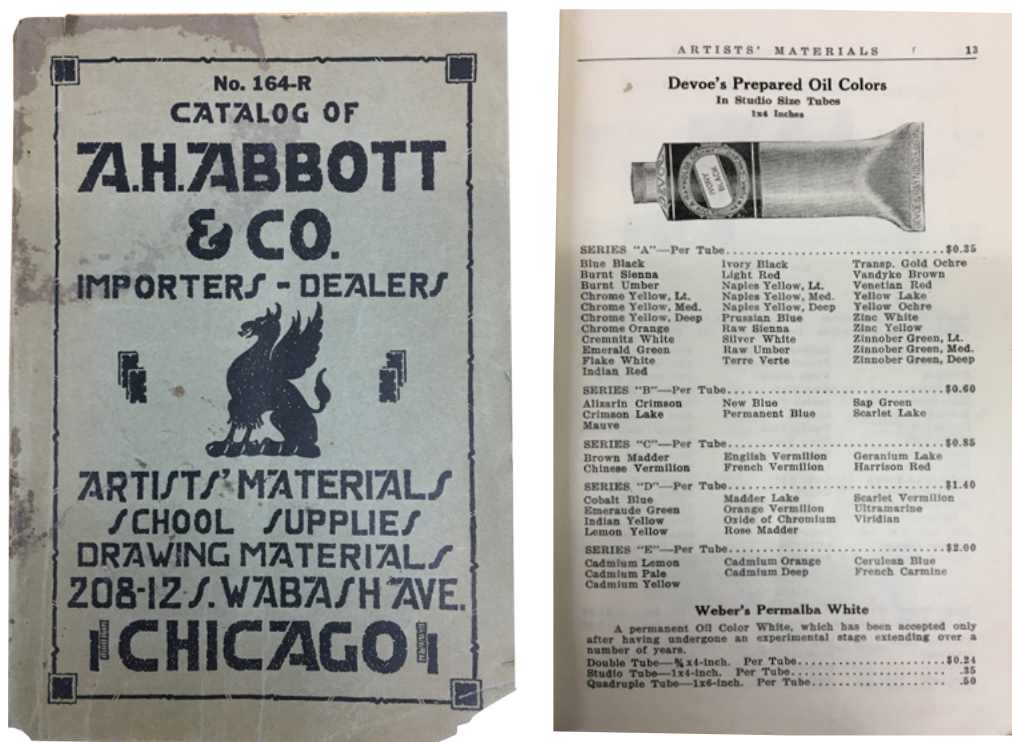 No. 164-R
CATALOG OF
A.H. ABBOTT
& CO.
IMPORTERS - DEALERS
ARTISTS' MATERIALS
SCHOOL SUPPLIES
DRAWING MATERIALS
208-12 S. WABASH AVE.
CHICAGO
ARTISTS' MATERIALS 13
Devoe's Prepared Oil Colors
In Studio Size Tubes
1x4 Inches
DEVOE
IVORY
BLACK
SERIES "A"—Per Tube........................................$0.35
Blue Black Ivory Black Transp. Gold Ochre
Burnt Sienna Light Red Vandyke Brown
Burnt Umber Naples Yellow, Lt. Venetian Red
Chrome Yellow, Lt. Naples Yellow, Med. Yellow Lake
Chrome Yellow, Med. Naples Yellow, Deep Yellow Ochre
Chrome Yellow, Deep Prussian Blue Zinc White
Chrome Orange Raw Sienna Zinc Yellow
Cremnitz White Silver White Zinnober Green, Lt.
Emerald Green Raw Umber Zinnober Green, Med.
Flake White Terre Verte Zinnober Green, Deep
Indian Red
SERIES "B"—Per Tube........................................$0.60
Alizarin Crimson New Blue Sap Green
Crimson Lake Permanent Blue Scarlet Lake
Mauve
SERIES "C"—Per Tube........................................$0.85
Brown Madder English Vermilion Geranium Lake
Chinese Vermilion French Vermilion Harrison Red
SERIES "D"—Per Tube........................................$1.40
Cobalt Blue Madder Lake Scarlet Vermilion
Emeraude Green Orange Vermilion Ultramarine
Indian Yellow Oxide of Chromium Viridian
Lemon Yellow Rose Madder
SERIES "E"—Per Tube........................................$2.00
Cadmium Lemon Cadmium Orange Cerulean Blue
Cadmium Pale Cadmium Deep French Carmine
Cadmium Yellow
Weber's Permalba White
A permanent Oil Color White, which has been accepted only
after having undergone an experimental stage extending over a
number of years.
Double Tube—¾x4-inch. Per Tube..............................$0.24
Studio Tube—1x4-inch. Per Tube.............................. .35
Quadruple Tube—1x6-inch. Per Tube........................... .50